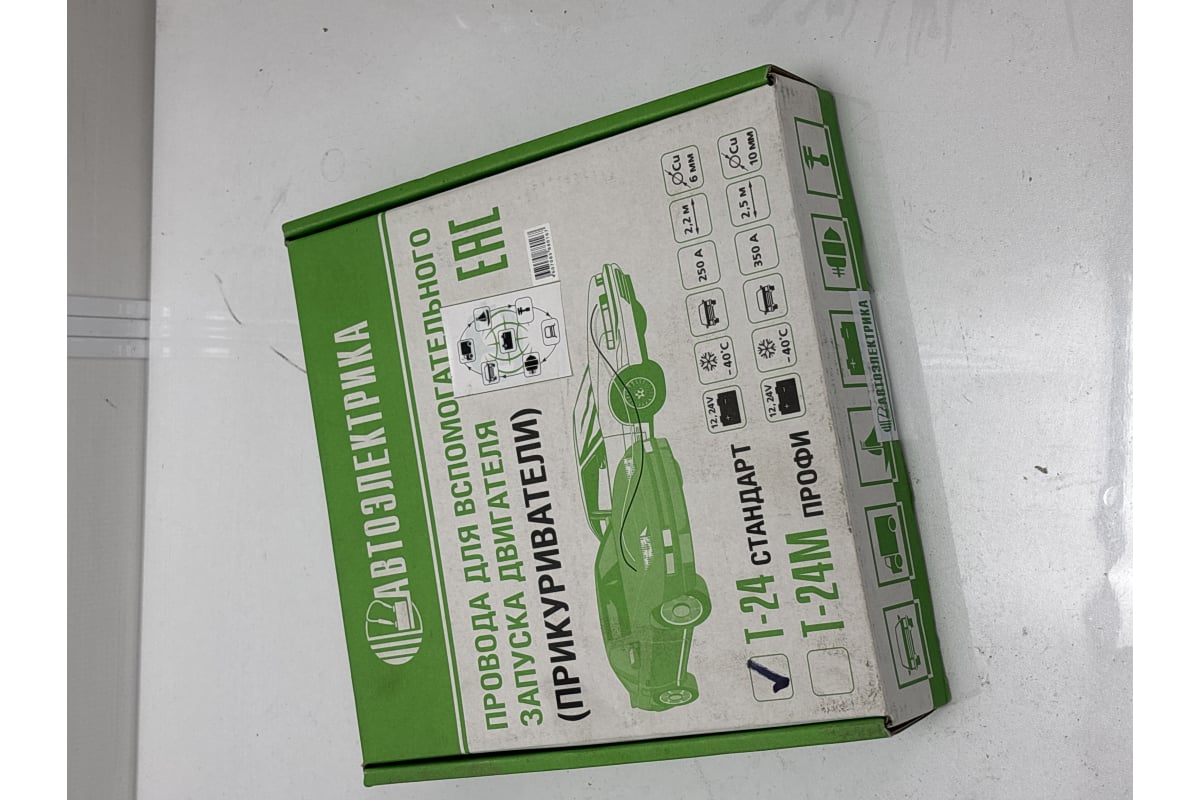 АВТОЭЛЕКТРИКА
ПРОВОДА ДЛЯ ВСПОМОГАТЕЛЬНОГО
ЗАПУСКА ДВИГАТЕЛЯ
(ПРИКУРИВАТЕЛИ)
EAC
Т-24 СТАНДАРТ
12, 24V
-40°C
250 А
2,2 м
Cu
6 мм
Т-24М ПРОФИ
12, 24V
-40°C
350 А
2,5 м
Cu
10 мм
АВТОЭЛЕКТРИКА